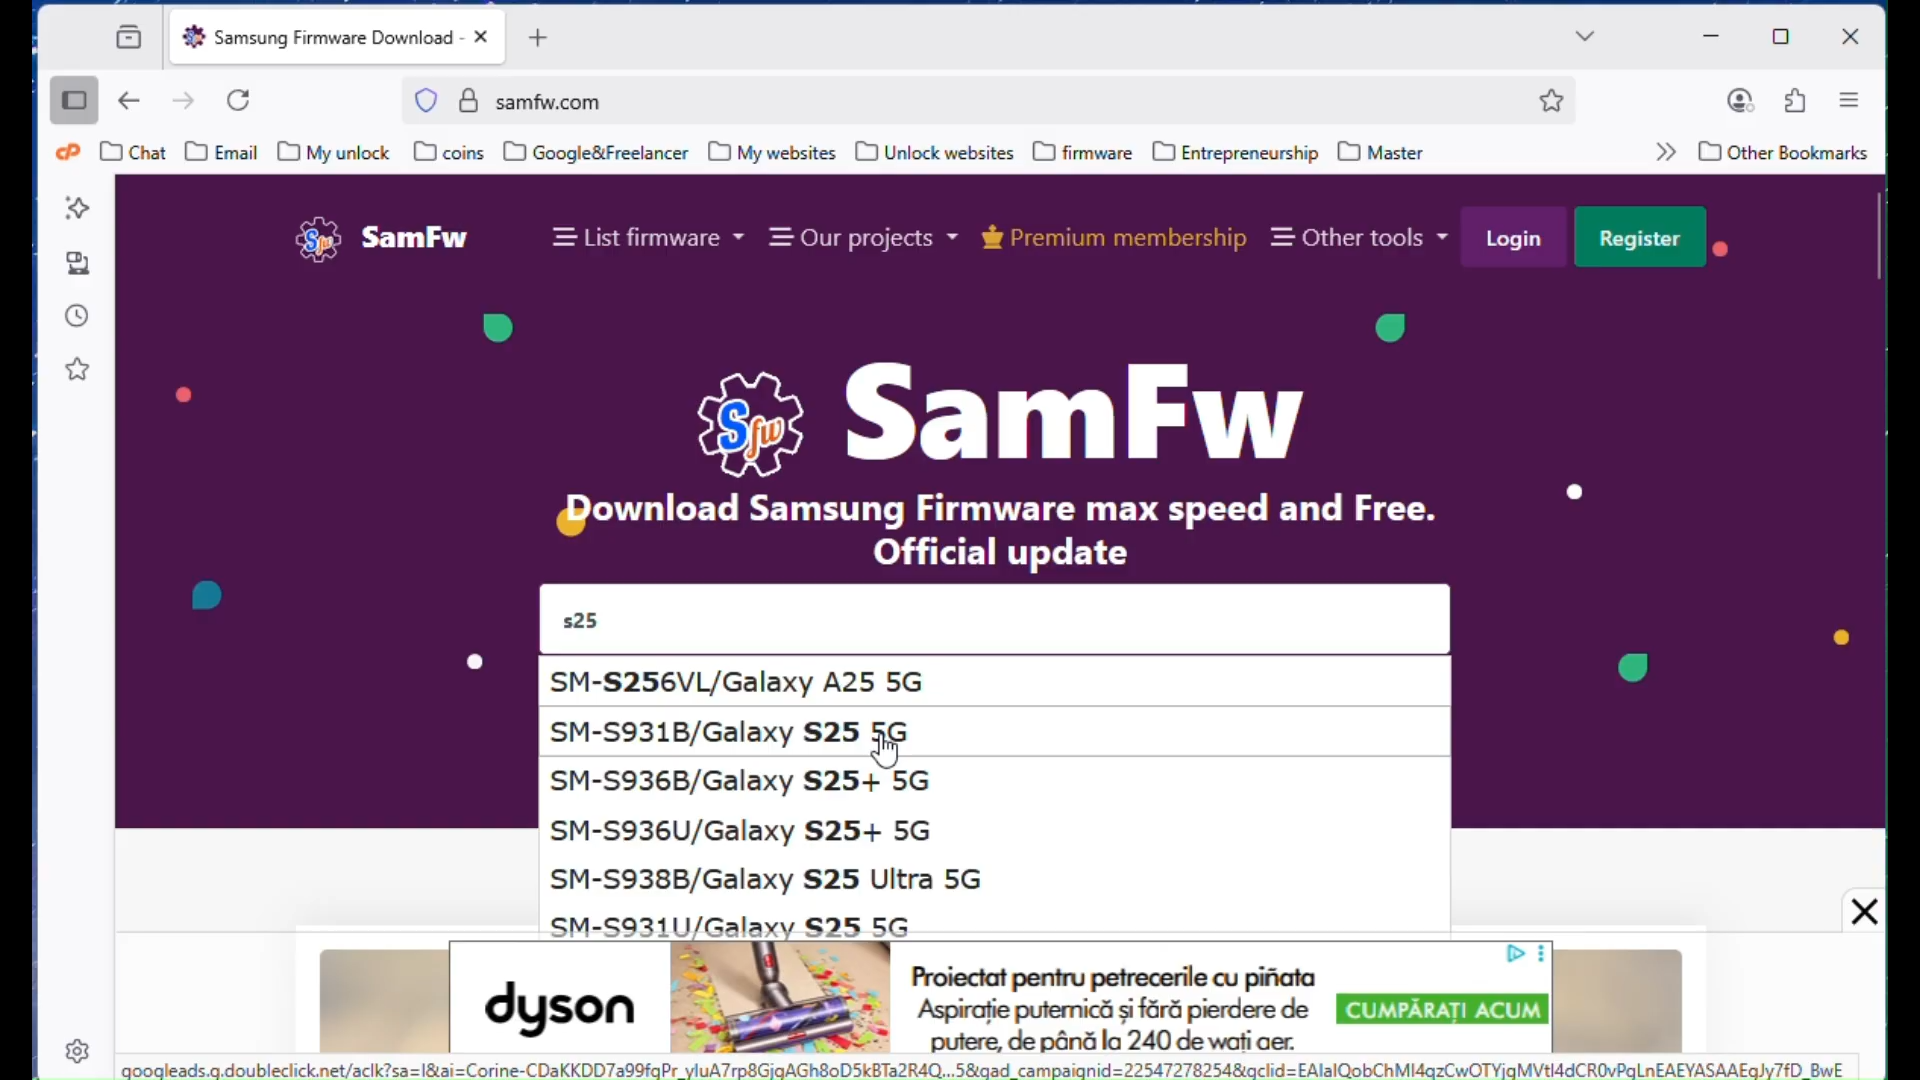 Samsung Firmware Download -
samfw.com
Chat
Email
My unlock
coins
Google&Freelancer
My websites
Unlock websites
firmware
Entrepreneurship
Master
Other Bookmarks
Sfw
SamFw
List firmware
Our projects
Premium membership
Other tools
Login
Register
Sfw
SamFw
Download Samsung Firmware max speed and Free.
Official update
s25
SM-S256VL/Galaxy A25 5G
SM-S931B/Galaxy S25 5G
SM-S936B/Galaxy S25+ 5G
SM-S936U/Galaxy S25+ 5G
SM-S938B/Galaxy S25 Ultra 5G
SM-S931U/Galaxy S25 5G
dyson
Proiectat pentru petrecerile cu piñata
Aspirație puternică și fără pierdere de
putere, de până la 240 de wați aer.
CUMPĂRAȚI ACUM